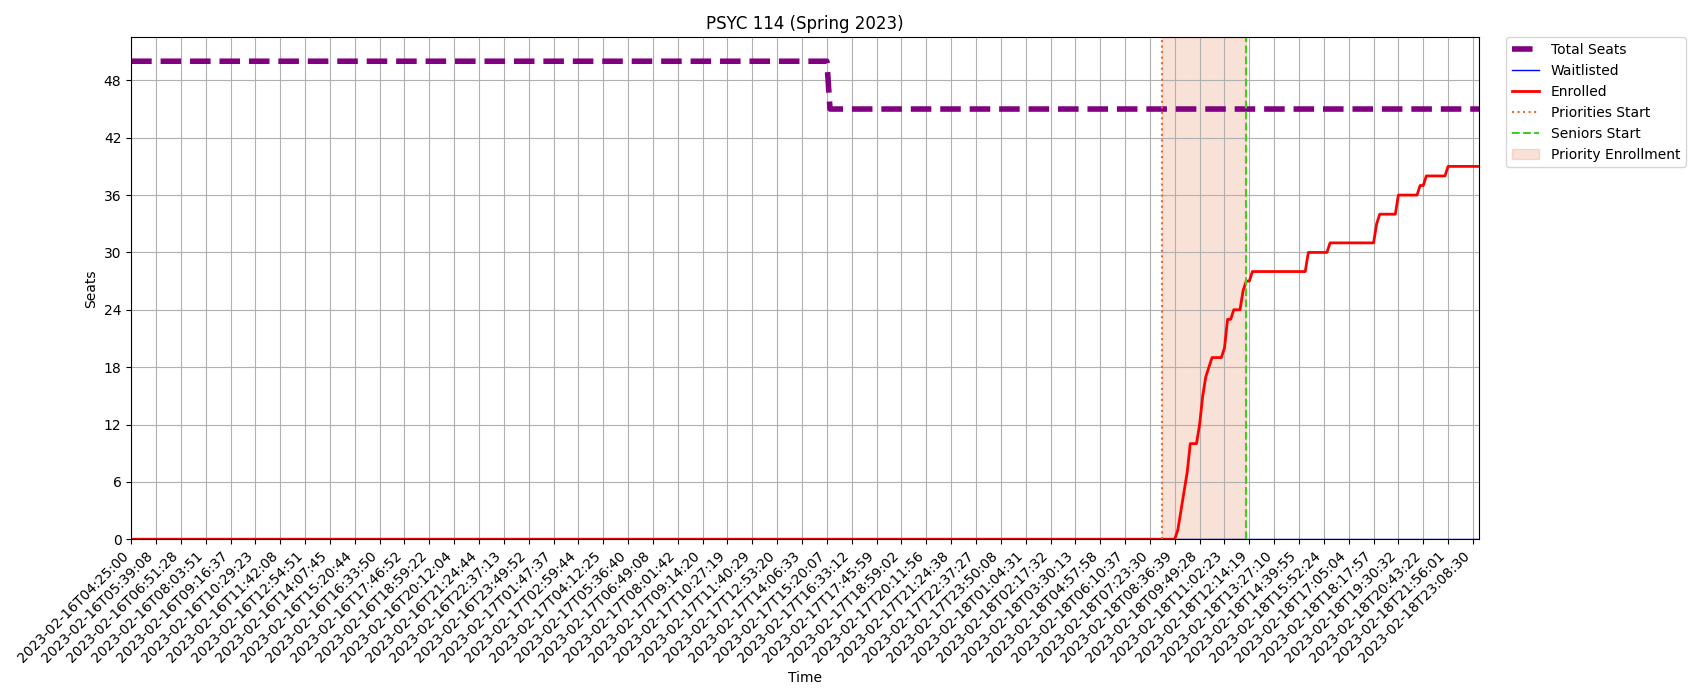 PSYC 114 (Spring 2023)
Total Seats
Waitlisted
Enrolled
Priorities Start
Seniors Start
Priority Enrollment
Seats
48
42
36
30
24
18
12
6
0
2023-02-16T04:25:00
2023-02-16T05:39:08
2023-02-16T06:51:28
2023-02-16T08:03:51
2023-02-16T09:16:37
2023-02-16T10:29:23
2023-02-16T11:42:08
2023-02-16T12:54:51
2023-02-16T14:07:45
2023-02-16T15:20:44
2023-02-16T16:33:50
2023-02-16T17:46:52
2023-02-16T18:59:22
2023-02-16T20:12:04
2023-02-16T21:24:44
2023-02-16T22:37:13
2023-02-16T23:49:52
2023-02-17T01:47:37
2023-02-17T02:59:44
2023-02-17T04:12:25
2023-02-17T05:36:40
2023-02-17T06:49:08
2023-02-17T08:01:42
2023-02-17T09:14:20
2023-02-17T10:27:19
2023-02-17T11:40:29
2023-02-17T12:53:20
2023-02-17T14:06:33
2023-02-17T15:20:07
2023-02-17T16:33:12
2023-02-17T17:45:59
2023-02-17T18:59:02
2023-02-17T20:11:56
2023-02-17T21:24:38
2023-02-17T22:37:27
2023-02-17T23:50:08
2023-02-18T01:04:31
2023-02-18T02:17:32
2023-02-18T03:30:13
2023-02-18T04:57:58
2023-02-18T06:10:37
2023-02-18T07:23:30
2023-02-18T08:36:39
2023-02-18T09:49:28
2023-02-18T11:02:23
2023-02-18T12:14:19
2023-02-18T13:27:10
2023-02-18T14:39:55
2023-02-18T15:52:24
2023-02-18T17:05:04
2023-02-18T18:17:57
2023-02-18T19:30:32
2023-02-18T20:43:22
2023-02-18T21:56:01
2023-02-18T23:08:30
Time